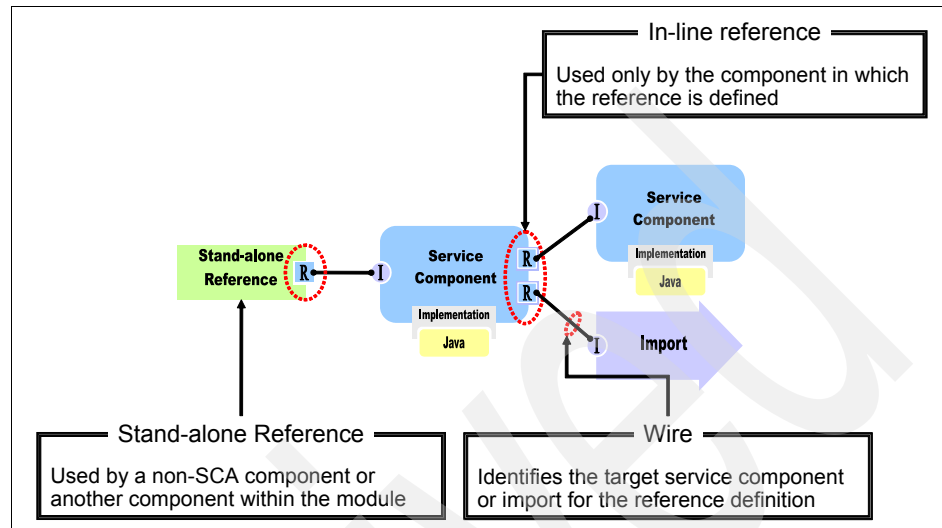 In-line reference
Used only by the component in which
the reference is defined
Service
Component
I
Implementation
Java
Stand-alone
Reference
R
I
Service
Component
R
R
Implementation
Java
I
Import
Stand-alone Reference
Used by a non-SCA component or
another component within the module
Wire
Identifies the target service component
or import for the reference definition